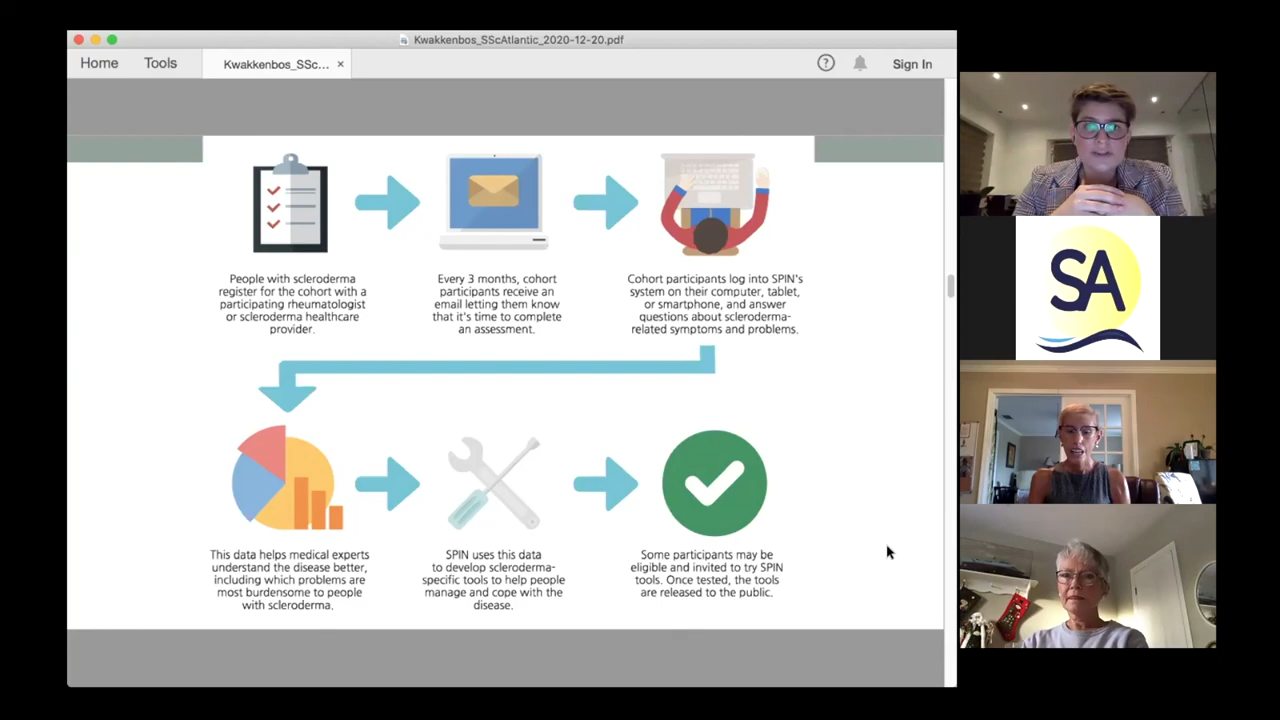 Kwakkenbos_SScAtlantic_2020-12-20.pdf
Home
Tools
Kwakkenbos_SSc...
Sign In
People with scleroderma
register for the cohort with a
participating rheumatologist
or scleroderma healthcare
provider.
Every 3 months, cohort
participants receive an
email letting them know
that it's time to complete
an assessment.
Cohort participants log into SPIN's
system on their computer, tablet,
or smartphone, and answer
questions about scleroderma-
related symptoms and problems.
This data helps medical experts
understand the disease better,
including which problems are
most burdensome to people
with scleroderma.
SPIN uses this data
to develop scleroderma-
specific tools to help people
manage and cope with the
disease.
Some participants may be
eligible and invited to try SPIN
tools. Once tested, the tools
are released to the public.
SA